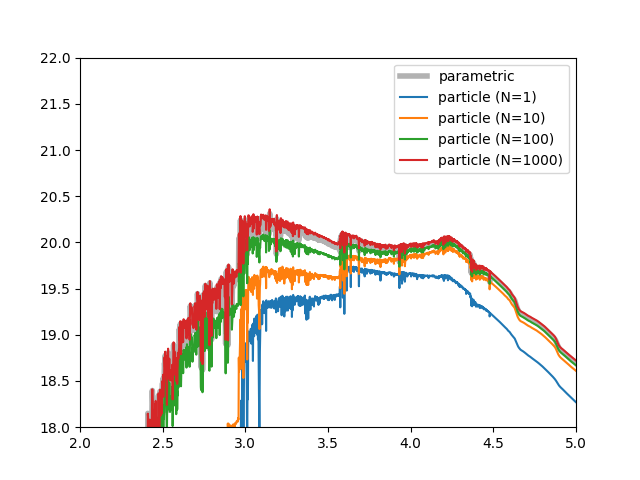 22.0
21.5
21.0
20.5
20.0
19.5
19.0
18.5
18.0
2.0 2.5 3.0 3.5 4.0 4.5 5.0
parametric
particle (N=1)
particle (N=10)
particle (N=100)
particle (N=1000)